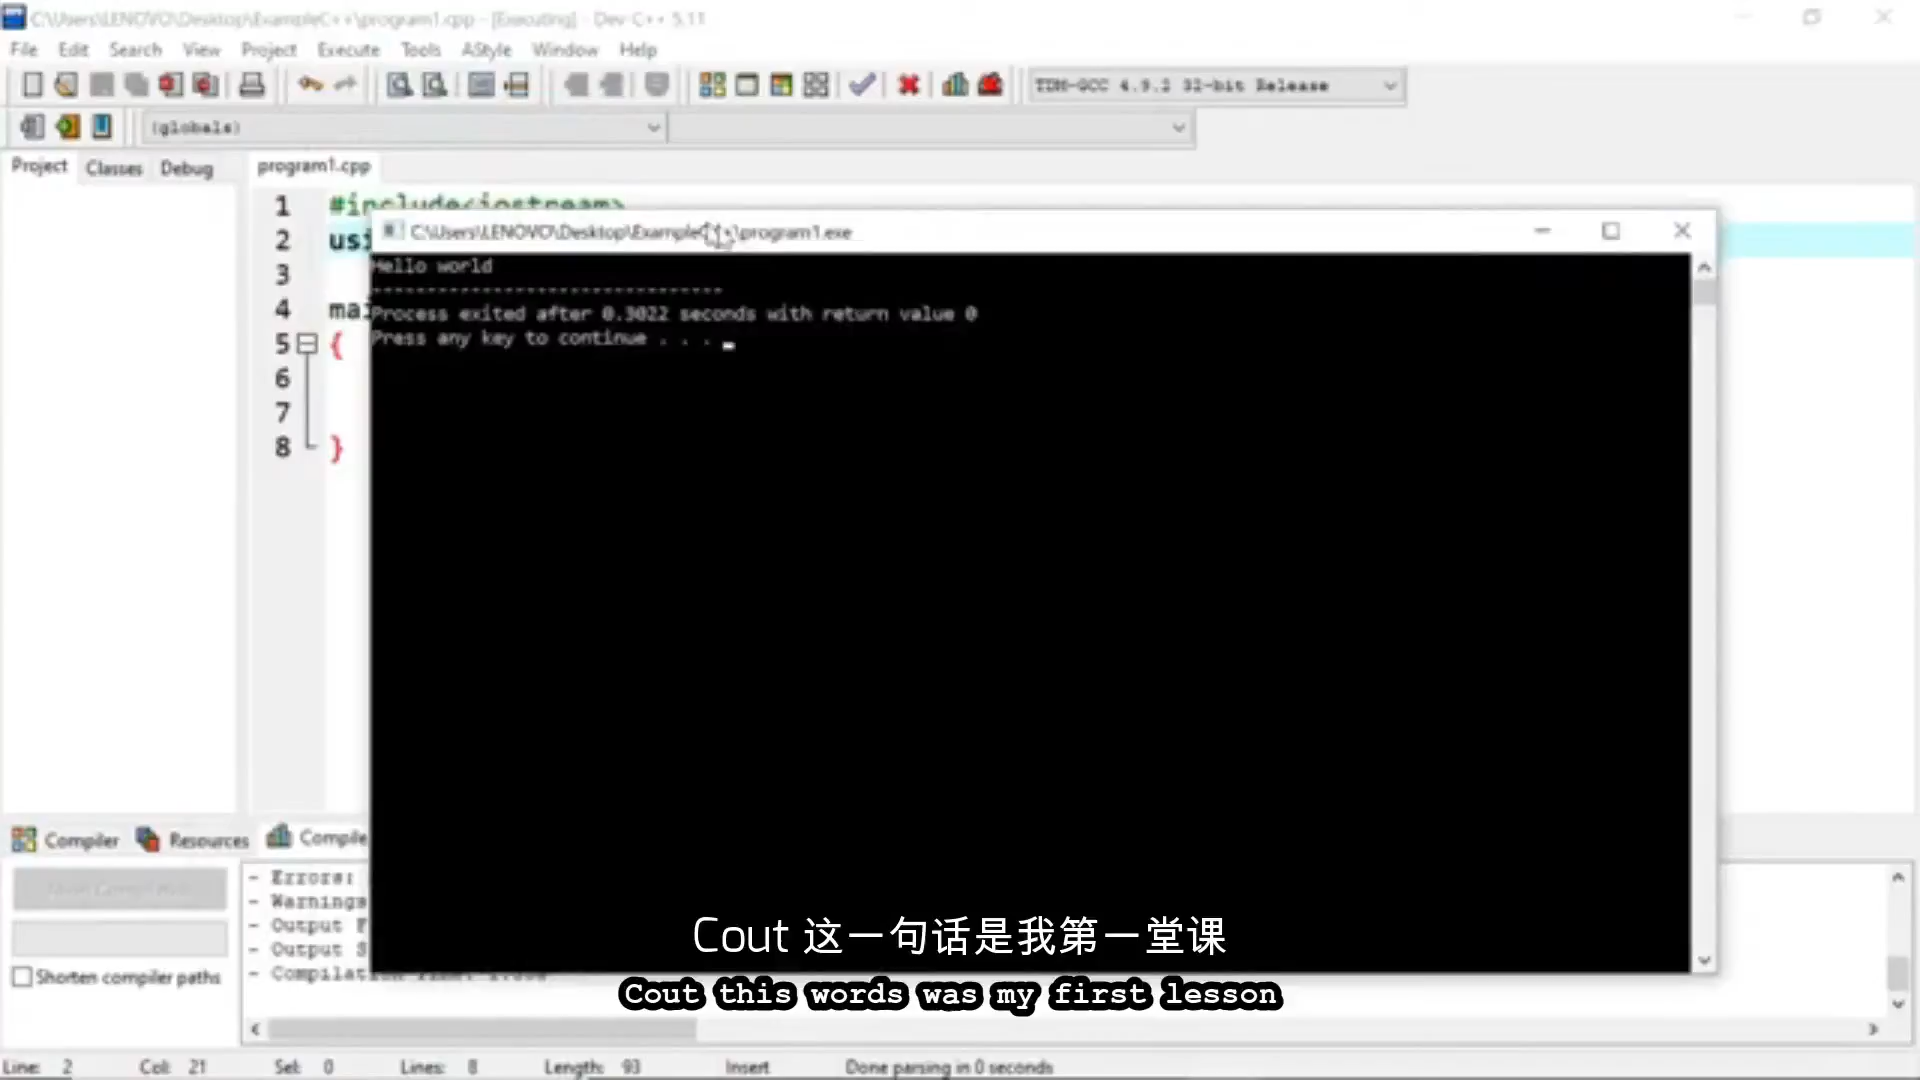 C:\Users\LENOVO\Desktop\ExampleC++\program1.cpp - [Executing] - Dev-C++ 5.11
File Edit Search View Project Execute Tools AStyle Window Help
TDM-GCC 4.9.2 32-bit Release
(globals)
Project Classes Debug program1.cpp
1 #include<iostream>
C:\Users\LENOVO\Desktop\ExampleC++\program1.exe
2 usi
Hello world
3
--------------------------------
4 mai
Process exited after 0.3022 seconds with return value 0
5 {
Press any key to continue . . .
6
7
8 }
Compiler Resources Compile
- Errors:
- Warnings
- Output F
- Output S
- Compilat
Shorten compiler paths
Cout 这一句话是我第一堂课
Cout this words was my first lesson
Line: 2 Col: 21 Sel: 0 Lines: 8 Length: 93 Insert Done parsing in 0 seconds